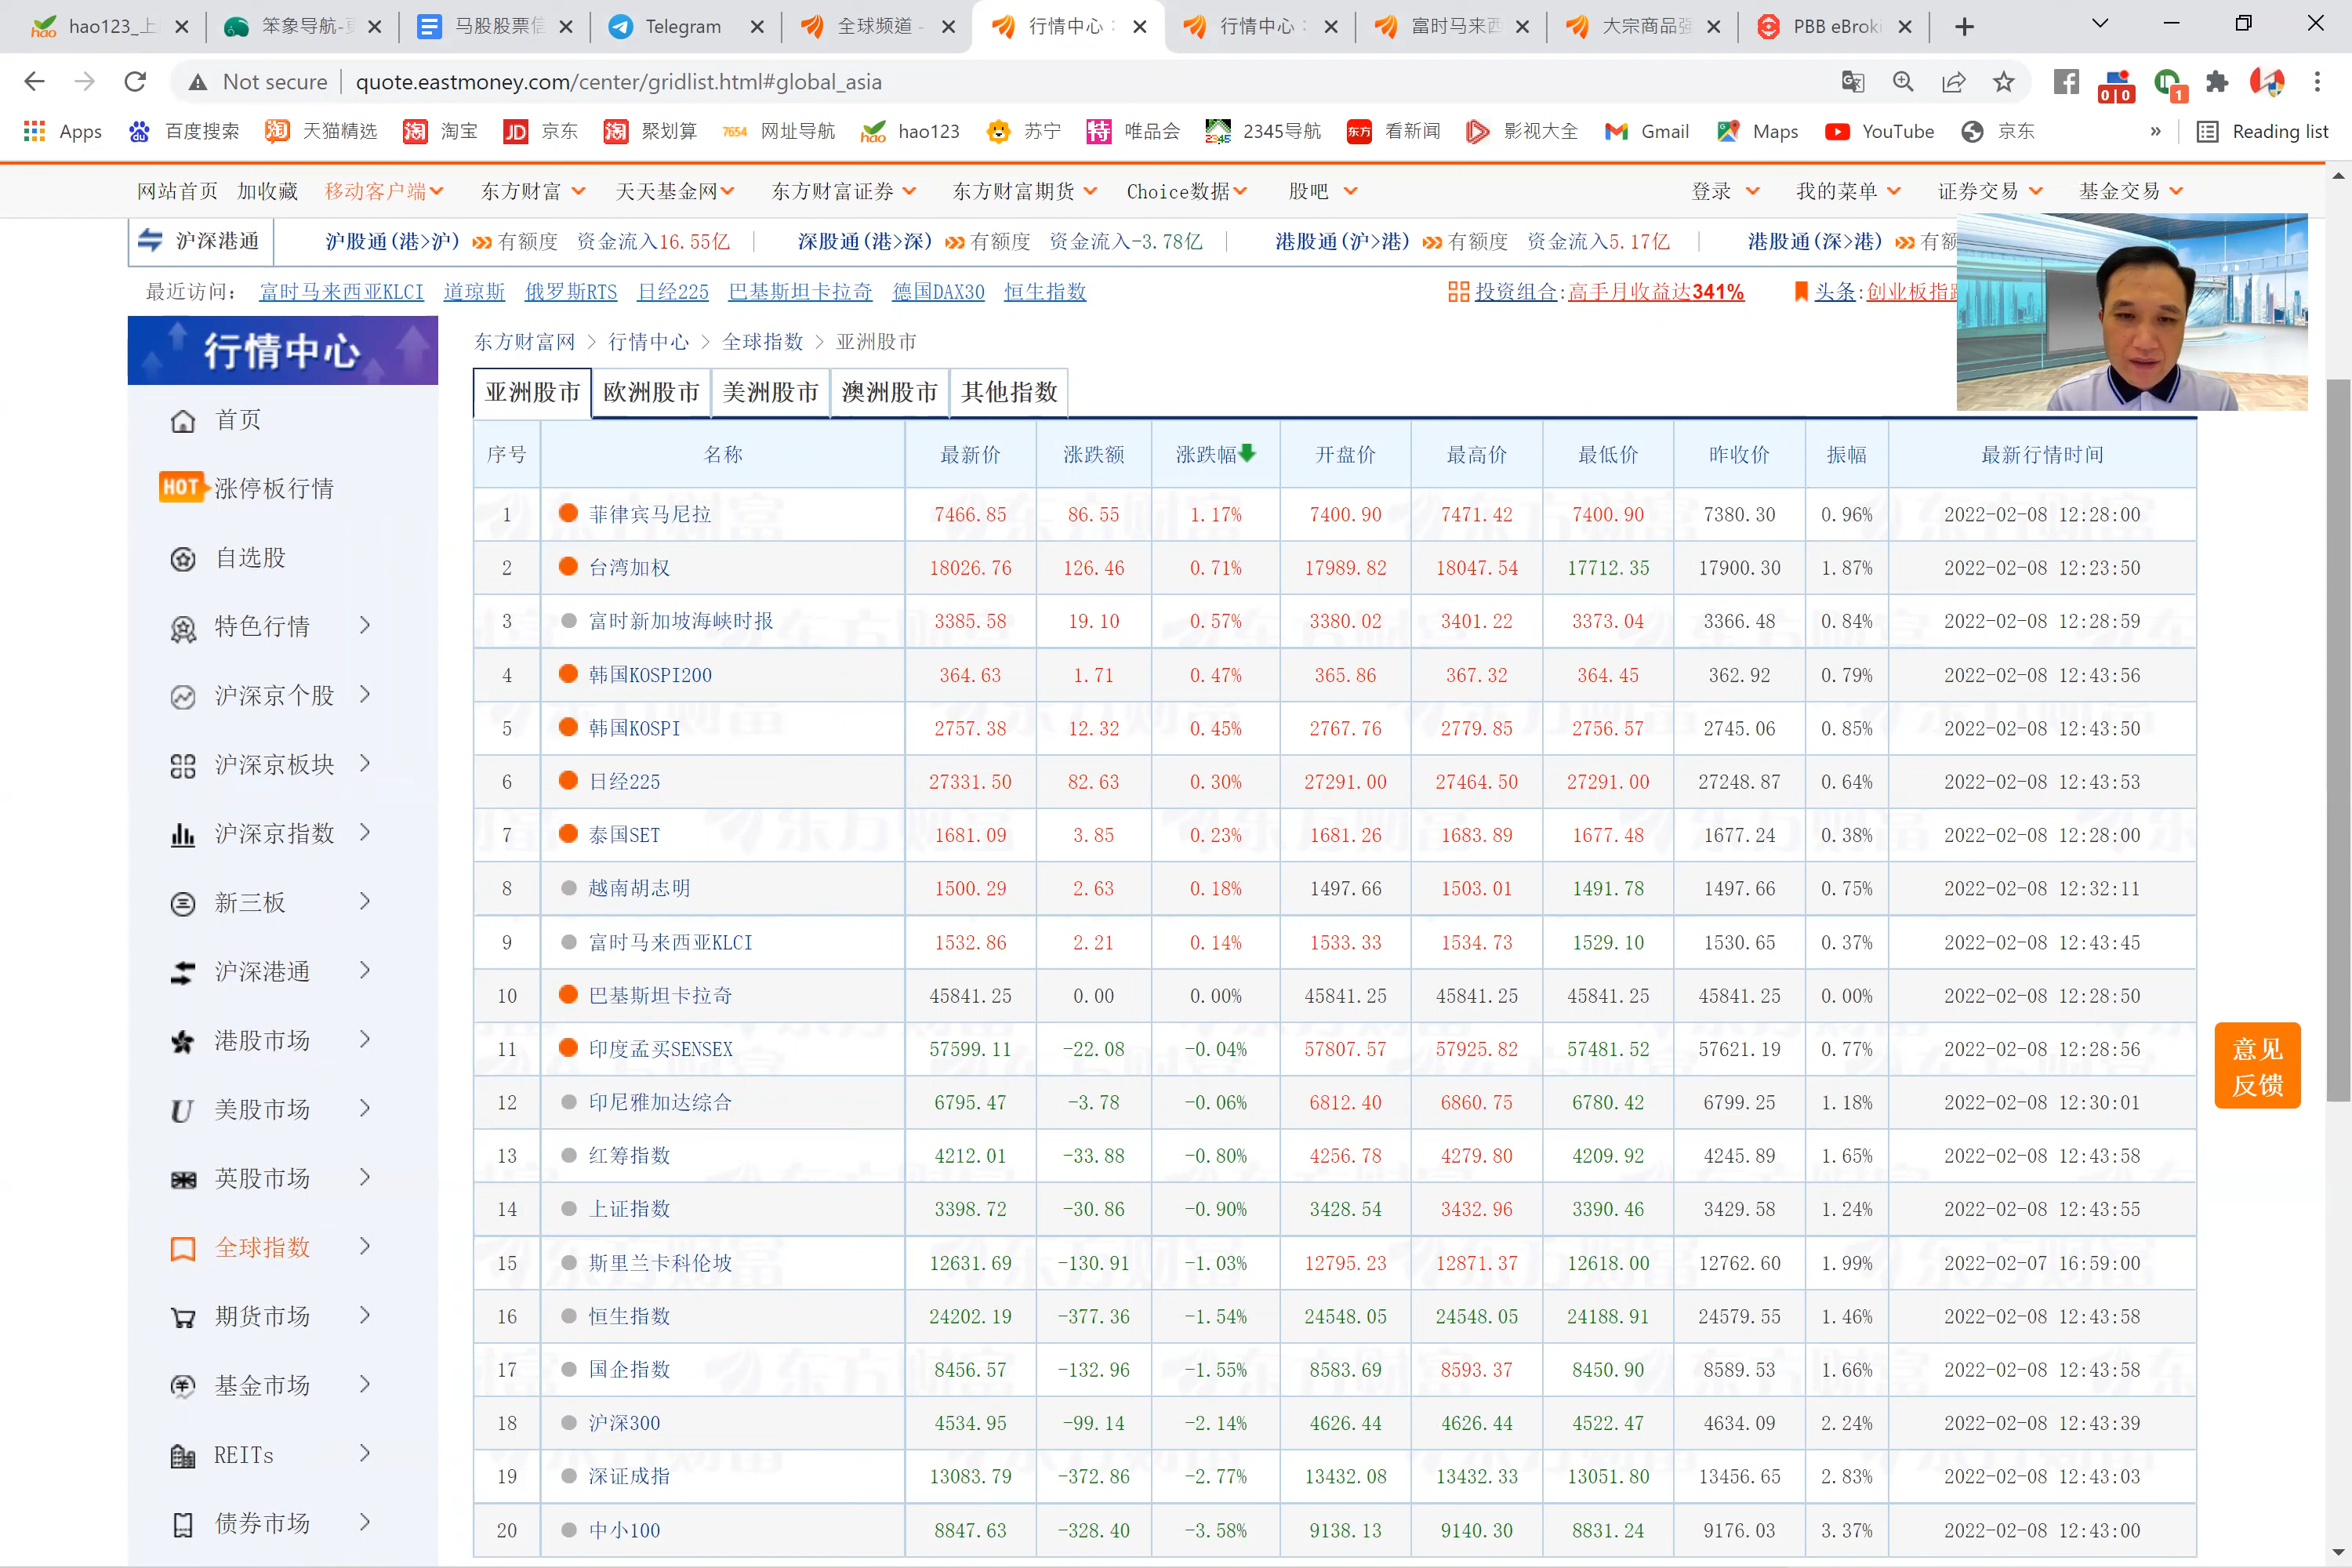 hao123_上 笨象导航- 马股股票信 Telegram 全球频道 - 行情中心: 行情中心: 富时马来西 大宗商品强 PBB eBroki
Not secure quote.eastmoney.com/center/gridlist.html#global_asia
Apps 百度搜索 天猫精选 淘宝 JD 京东 聚划算 7654 网址导航 hao123 苏宁 特 唯品会 2345导航 东方 看新闻 影视大全 Gmail Maps YouTube 京东 » Reading list
网站首页 加收藏 移动客户端 东方财富 天天基金网 东方财富证券 东方财富期货 Choice数据 股吧 登录 我的菜单 证券交易 基金交易
沪深港通 沪股通(港>沪) 有额度 资金流入16.55亿 深股通(港>深) 有额度 资金流入-3.78亿 港股通(沪>港) 有额度 资金流入5.17亿 港股通(深>港) 有额
最近访问： 富时马来西亚KLCI 道琼斯 俄罗斯RTS 日经225 巴基斯坦卡拉奇 德国DAX30 恒生指数 投资组合:高手月收益达341% 头条:创业板指
行情中心
首页
HOT 涨停板行情
自选股
特色行情
沪深京个股
沪深京板块
沪深京指数
新三板
沪深港通
港股市场
美股市场
英股市场
全球指数
期货市场
基金市场
REITs
债券市场
东方财富网 > 行情中心 > 全球指数 > 亚洲股市
亚洲股市 欧洲股市 美洲股市 澳洲股市 其他指数
序号 名称 最新价 涨跌额 涨跌幅 开盘价 最高价 最低价 昨收价 振幅 最新行情时间
1 菲律宾马尼拉 7466.85 86.55 1.17% 7400.90 7471.42 7400.90 7380.30 0.96% 2022-02-08 12:28:00
2 台湾加权 18026.76 126.46 0.71% 17989.82 18047.54 17712.35 17900.30 1.87% 2022-02-08 12:23:50
3 富时新加坡海峡时报 3385.58 19.10 0.57% 3380.02 3401.22 3373.04 3366.48 0.84% 2022-02-08 12:28:59
4 韩国KOSPI200 364.63 1.71 0.47% 365.86 367.32 364.45 362.92 0.79% 2022-02-08 12:43:56
5 韩国KOSPI 2757.38 12.32 0.45% 2767.76 2779.85 2756.57 2745.06 0.85% 2022-02-08 12:43:50
6 日经225 27331.50 82.63 0.30% 27291.00 27464.50 27291.00 27248.87 0.64% 2022-02-08 12:43:53
7 泰国SET 1681.09 3.85 0.23% 1681.26 1683.89 1677.48 1677.24 0.38% 2022-02-08 12:28:00
8 越南胡志明 1500.29 2.63 0.18% 1497.66 1503.01 1491.78 1497.66 0.75% 2022-02-08 12:32:11
9 富时马来西亚KLCI 1532.86 2.21 0.14% 1533.33 1534.73 1529.10 1530.65 0.37% 2022-02-08 12:43:45
10 巴基斯坦卡拉奇 45841.25 0.00 0.00% 45841.25 45841.25 45841.25 45841.25 0.00% 2022-02-08 12:28:50
11 印度孟买SENSEX 57599.11 -22.08 -0.04% 57807.57 57925.82 57481.52 57621.19 0.77% 2022-02-08 12:28:56
12 印尼雅加达综合 6795.47 -3.78 -0.06% 6812.40 6860.75 6780.42 6799.25 1.18% 2022-02-08 12:30:01
13 红筹指数 4212.01 -33.88 -0.80% 4256.78 4279.80 4209.92 4245.89 1.65% 2022-02-08 12:43:58
14 上证指数 3398.72 -30.86 -0.90% 3428.54 3432.96 3390.46 3429.58 1.24% 2022-02-08 12:43:55
15 斯里兰卡科伦坡 12631.69 -130.91 -1.03% 12795.23 12871.37 12618.00 12762.60 1.99% 2022-02-07 16:59:00
16 恒生指数 24202.19 -377.36 -1.54% 24548.05 24548.05 24188.91 24579.55 1.46% 2022-02-08 12:43:58
17 国企指数 8456.57 -132.96 -1.55% 8583.69 8593.37 8450.90 8589.53 1.66% 2022-02-08 12:43:58
18 沪深300 4534.95 -99.14 -2.14% 4626.44 4626.44 4522.47 4634.09 2.24% 2022-02-08 12:43:39
19 深证成指 13083.79 -372.86 -2.77% 13432.08 13432.33 13051.80 13456.65 2.83% 2022-02-08 12:43:03
20 中小100 8847.63 -328.40 -3.58% 9138.13 9140.30 8831.24 9176.03 3.37% 2022-02-08 12:43:00
意见
反馈